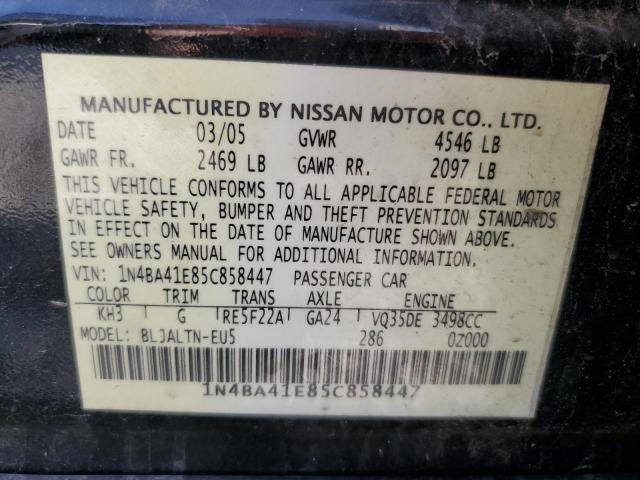 MANUFACTURED BY NISSAN MOTOR CO., LTD.
DATE 03/05 GVWR 4546 LB
GAWR FR. 2469 LB GAWR RR. 2097 LB
THIS VEHICLE CONFORMS TO ALL APPLICABLE FEDERAL MOTOR
VEHICLE SAFETY, BUMPER AND THEFT PREVENTION STANDARDS
IN EFFECT ON THE DATE OF MANUFACTURE SHOWN ABOVE.
SEE OWNERS MANUAL FOR ADDITIONAL INFORMATION.
VIN: 1N4BA41E85C858447 PASSENGER CAR
COLOR TRIM TRANS AXLE ENGINE
KH3 G RE5F22A GA24 VQ35DE 3498CC
MODEL: BLJALTN-EU5 286 0Z000
1N4BA41E85C858447